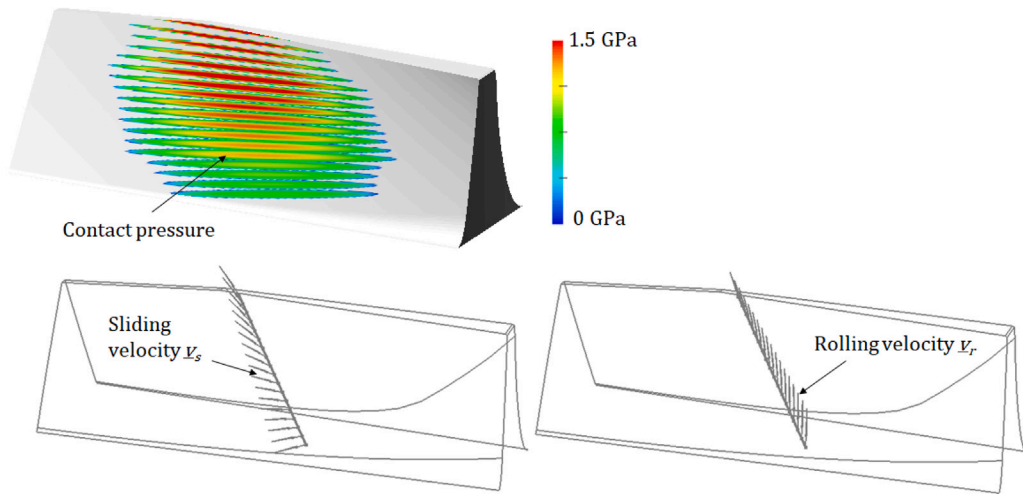 1.5 GPa
0 GPa
Contact pressure
Sliding
velocity v_s
Rolling velocity v_r